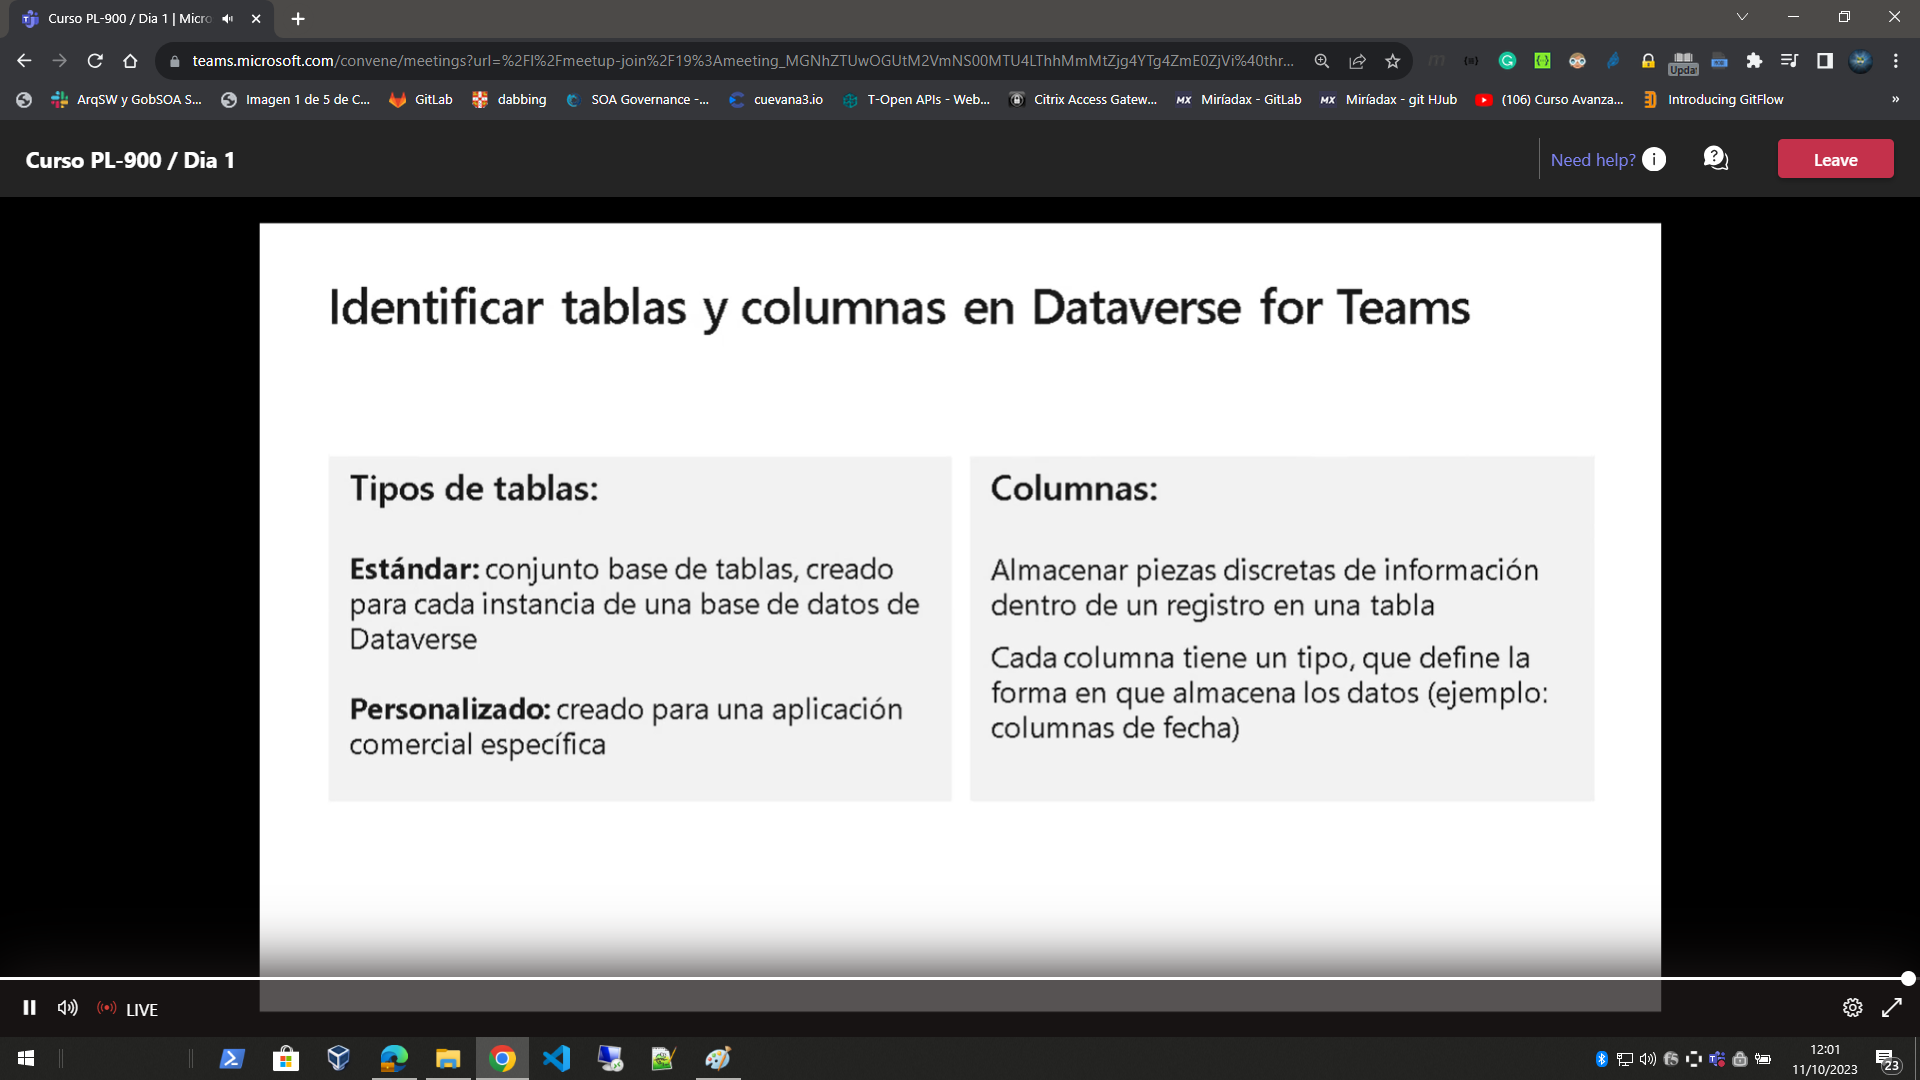 Curso PL-900 / Dia 1 | Micro
teams.microsoft.com/convene/meetings?url=%2Fl%2Fmeetup-join%2F19%3Ameeting_MGNhZTUwOGUtM2VmNS00MTU4LThhMmMtZjg4YTg4ZmE0ZjVi%40thr...
Upda
ArqSW y GobSOA S...
Imagen 1 de 5 de C...
GitLab
dabbing
SOA Governance -...
cuevana3.io
T-Open APIs - Web...
Citrix Access Gatew...
Miríadax - GitLab
Miríadax - git HJub
(106) Curso Avanza...
Introducing GitFlow
»
Curso PL-900 / Dia 1
Need help?
Leave
Identificar tablas y columnas en Dataverse for Teams
Tipos de tablas:
Estándar: conjunto base de tablas, creado
para cada instancia de una base de datos de
Dataverse
Personalizado: creado para una aplicación
comercial específica
Columnas:
Almacenar piezas discretas de información
dentro de un registro en una tabla
Cada columna tiene un tipo, que define la
forma en que almacena los datos (ejemplo:
columnas de fecha)
LIVE
12:01
11/10/2023
23